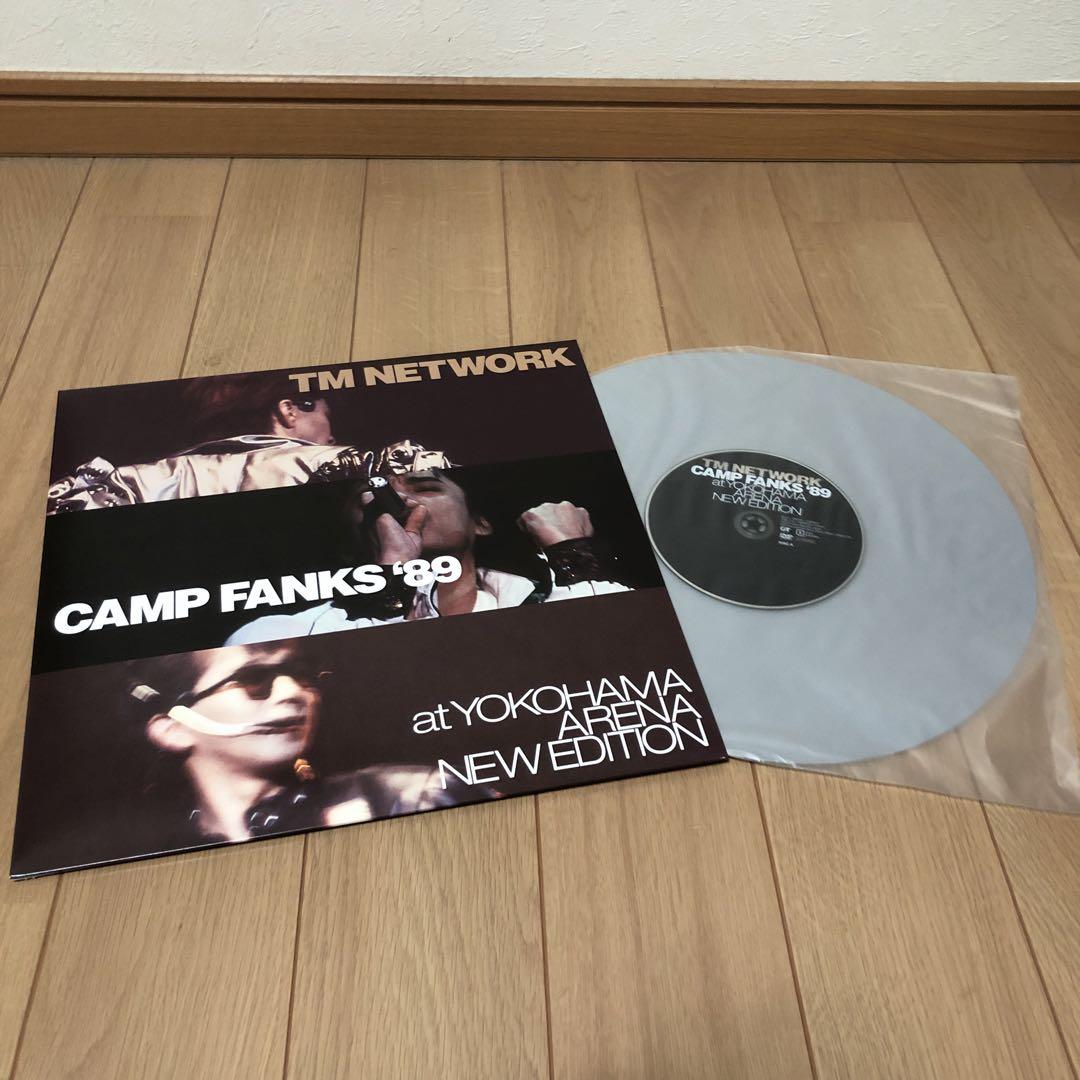 TM NETWORK
CAMP FANKS '89
at YOKOHAMA
ARENA
NEW EDITION
TM NETWORK
CAMP FANKS '89
at YOKOHAMA
ARENA
NEW EDITION